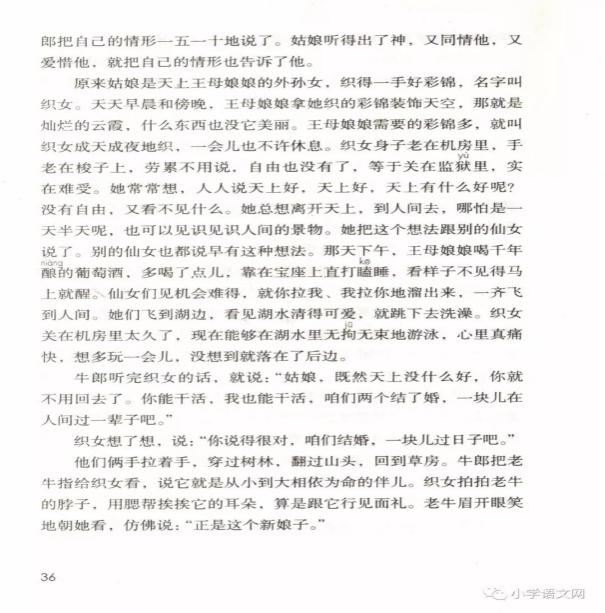 郎把自己的情形一五一十地说了。姑娘听得出了神，又同情他，又
爱惜他，就把自己的情形也告诉了他。
原来姑娘是天上王母娘娘的外孙女，织得一手好彩锦，名字叫
织女。天天早晨和傍晚，王母娘娘拿她织的彩锦装饰天空，那就是
灿烂的云霞，什么东西也没它美丽。王母娘娘需要的彩锦多，就叫
织女成天成夜地织，一会儿也不许休息。织女身子老在机房里，手
老在梭子上，劳累不用说，自由也没有了，等于关在监狱里，实
yù
在难受。她常常想，人人说天上好，天上好，天上有什么好呢？
没有自由，又看不见什么。她总想离开天上，到人间去，哪怕是一
天半天呢，也可以见识见识人间的景物。她把这个想法跟别的仙女
说了。别的仙女也都说早有这种想法。那天下午，王母娘娘喝千年
niàng kē
酿的葡萄酒，多喝了点儿，靠在宝座上直打瞌睡，看样子不见得马
上就醒。仙女们见机会难得，就你拉我、我拉你地溜出来，一齐飞
到人间。她们飞到湖边，看见湖水清得可爱，就跳下去洗澡。织女
jū
关在机房里太久了，现在能够在湖水里无拘无束地游泳，心里真痛
快，想多玩一会儿，没想到就落在了后边。
牛郎听完织女的话，就说：“姑娘，既然天上没什么好，你就
不用回去了。你能干活，我也能干活，咱们两个结了婚，一块儿在
人间过一辈子吧。”
织女想了想，说：“你说得很对，咱们结婚，一块儿过日子吧。”
他们俩手拉着手，穿过树林，翻过山头，回到草房。牛郎把老
牛指给织女看，说它就是从小到大相依为命的伴儿。织女拍拍老牛
的脖子，用腮帮挨挨它的耳朵，算是跟它行见面礼。老牛眉开眼笑
地朝她看，仿佛说：“正是这个新娘子。”
36
小学语文网